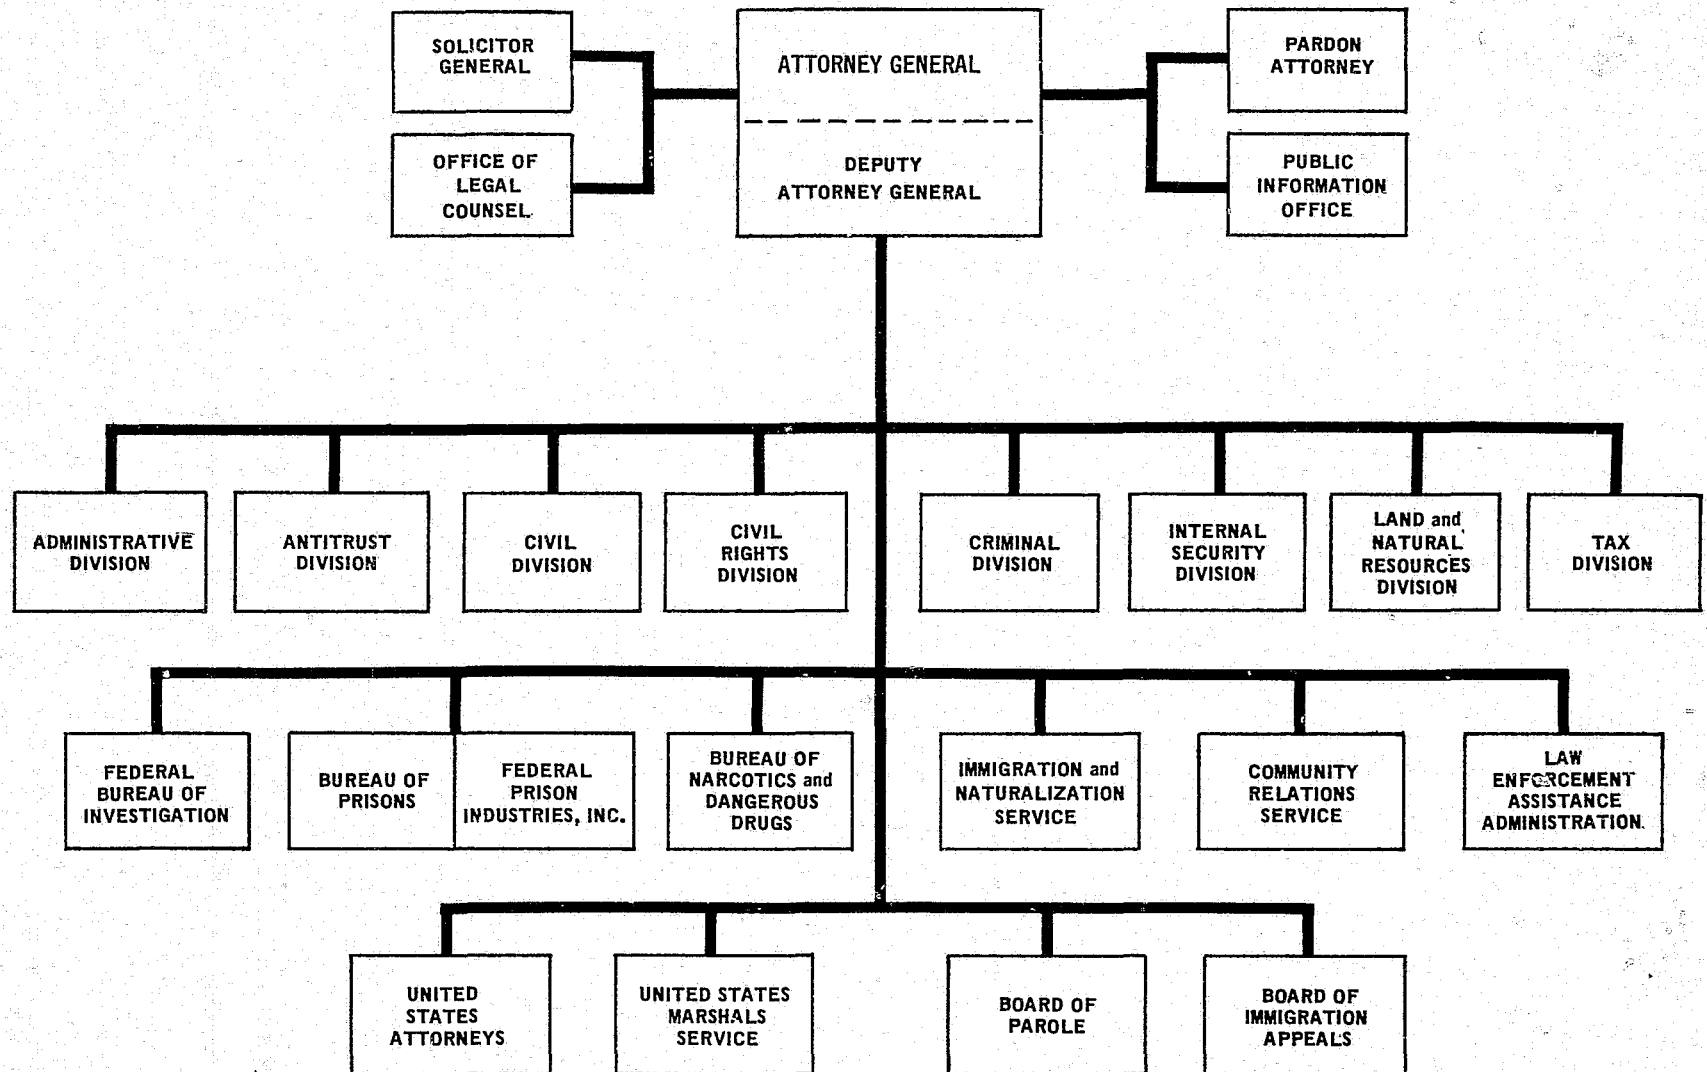 SOLICITOR
GENERAL
OFFICE OF
LEGAL
COUNSEL
ATTORNEY GENERAL
DEPUTY
ATTORNEY GENERAL
PARDON
ATTORNEY
PUBLIC
INFORMATION
OFFICE
ADMINISTRATIVE
DIVISION
ANTITRUST
DIVISION
CIVIL
DIVISION
CIVIL
RIGHTS
DIVISION
CRIMINAL
DIVISION
INTERNAL
SECURITY
DIVISION
LAND and
NATURAL
RESOURCES
DIVISION
TAX
DIVISION
FEDERAL
BUREAU OF
INVESTIGATION
BUREAU OF
PRISONS
FEDERAL
PRISON
INDUSTRIES, INC.
BUREAU OF
NARCOTICS and
DANGEROUS
DRUGS
IMMIGRATION and
NATURALIZATION
SERVICE
COMMUNITY
RELATIONS
SERVICE
LAW
ENFORCEMENT
ASSISTANCE
ADMINISTRATION
UNITED
STATES
ATTORNEYS
UNITED STATES
MARSHALS
SERVICE
BOARD OF
PAROLE
BOARD OF
IMMIGRATION
APPEALS